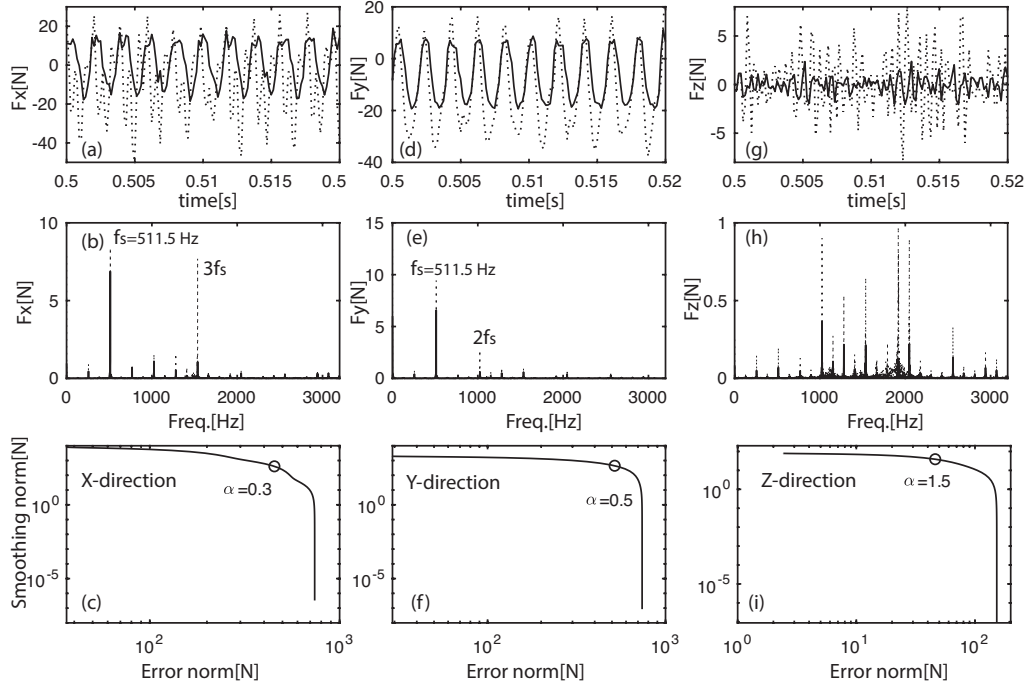 20
0
-20
-40
Fx[N]
(a)
0.5
0.505
0.51
0.515
0.5
time[s]
20
0
-20
-40
Fy[N]
(d)
0.5
0.505
0.51
0.515
0.52
time[s]
5
0
-5
Fz[N]
(g)
0.5
0.505
0.51
0.515
0.52
time[s]
10
5
0
Fx[N]
(b)
fs=511.5 Hz
3fs
0
1000
2000
3000
Freq.[Hz]
15
10
5
0
Fy[N]
(e)
fs=511.5 Hz
2fs
0
1000
2000
3000
Freq.[Hz]
1
0.5
0
Fz[N]
(h)
0
1000
2000
3000
Freq.[Hz]
Smoothing norm[N]
10^0
10^-5
X-direction
α=0.3
(c)
10^2
10^3
Error norm[N]
10^0
10^-5
Y-direction
α=0.5
(f)
10^2
10^3
Error norm[N]
10^0
10^-5
Z-direction
α=1.5
(i)
10^0
10^1
10^2
Error norm[N]